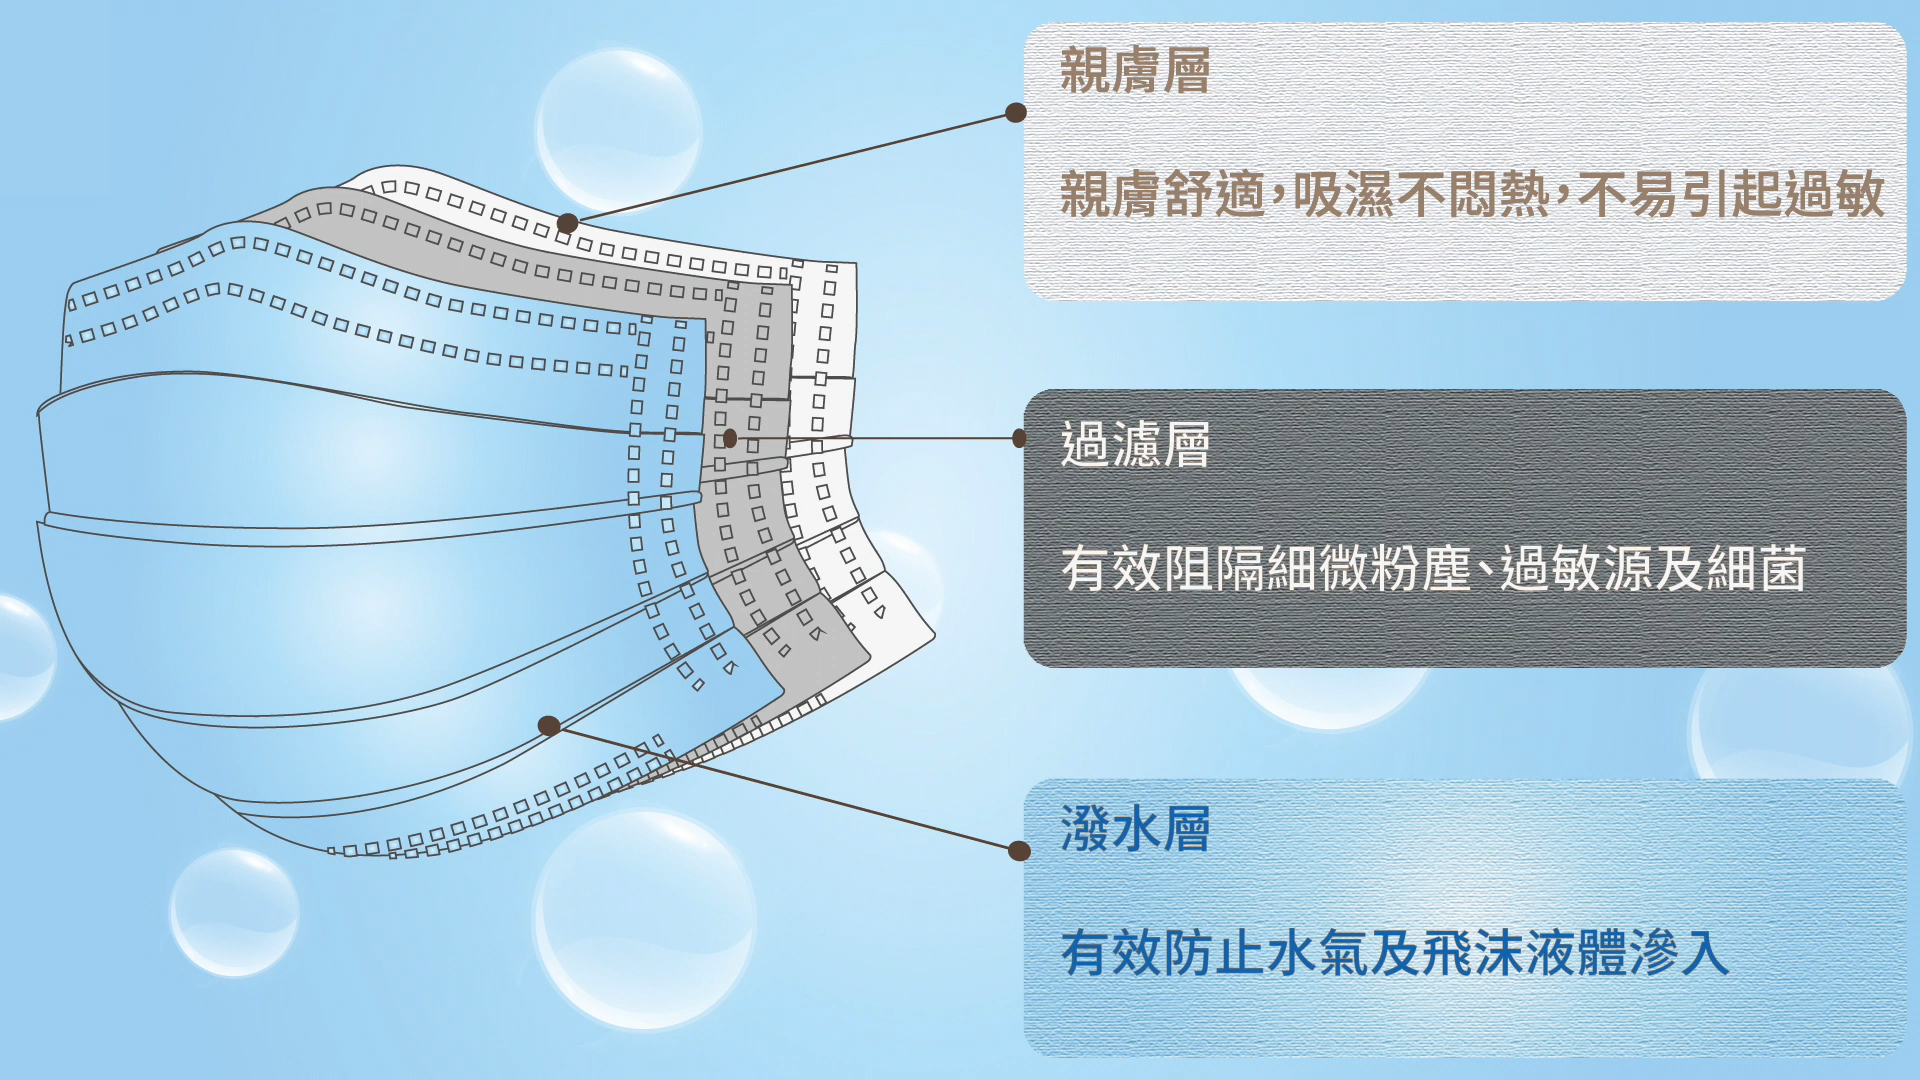 親膚層
親膚舒適,吸濕不悶熱,不易引起過敏
過濾層
有效阻隔細微粉塵、過敏源及細菌
潑水層
有效防止水氣及飛沫液體滲入